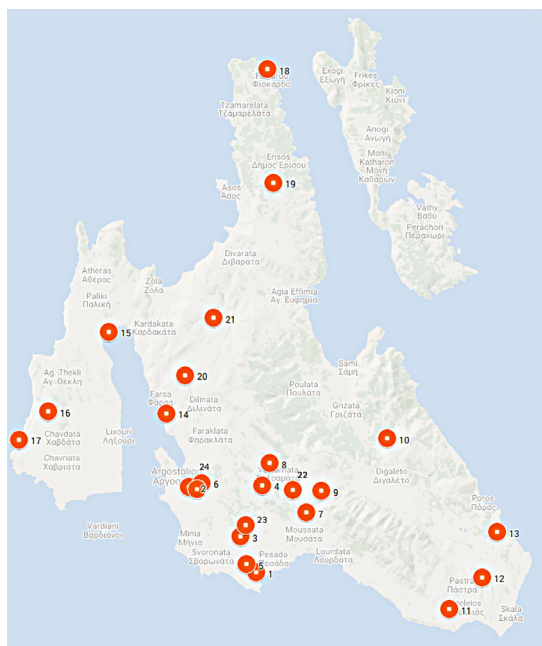 18
Φισκάρδο
Exogi
Εξωγή
Frikes
Φρίκες
Kioni
Κιόνι
Tzamarelata
Τζαμαρελάτα
Anogi
Ανωγή
Erisos
Δήμος Ερίσου
Moni
Katharon
Μονή
Καθαρών
19
Asos
Άσος
Vathy
Βαθύ
Perachori
Περαχώρι
Divarata
Διβαράτα
Atheras
Αθέρας
Zola
Ζόλα
Agia Effimia
Αγ. Ευφημία
Paliki
Παλική
21
15
Kardakata
Καρδακάτα
Sami
Σάμη
Ag. Thekli
Αγ. Θέκλη
20
Poulata
Πουλάτα
Farsa
Φάρσα
Dilinata
Διλινάτα
Grizata
Γριζάτα
16
14
17
Chavdata
Χαβδάτα
Lixouri
Ληξούρι
Faraklata
Φαρακλάτα
10
Chavriata
Χαβριάτα
8
24
22
Argostoli
Digaleto
Διγαλέτο
2
6
4
9
Poros
Πόρος
7
Vardiani
Βαρδιάνοι
23
Minia
Μηνιά
3
Moussata
Μουσάτα
13
Svoronata
Σβορωνάτα
Pesada
Πεσάδα
Lourdata
Λουρδάτα
5
1
Pastra
Πάστρα
12
11
Skala
Σκάλα